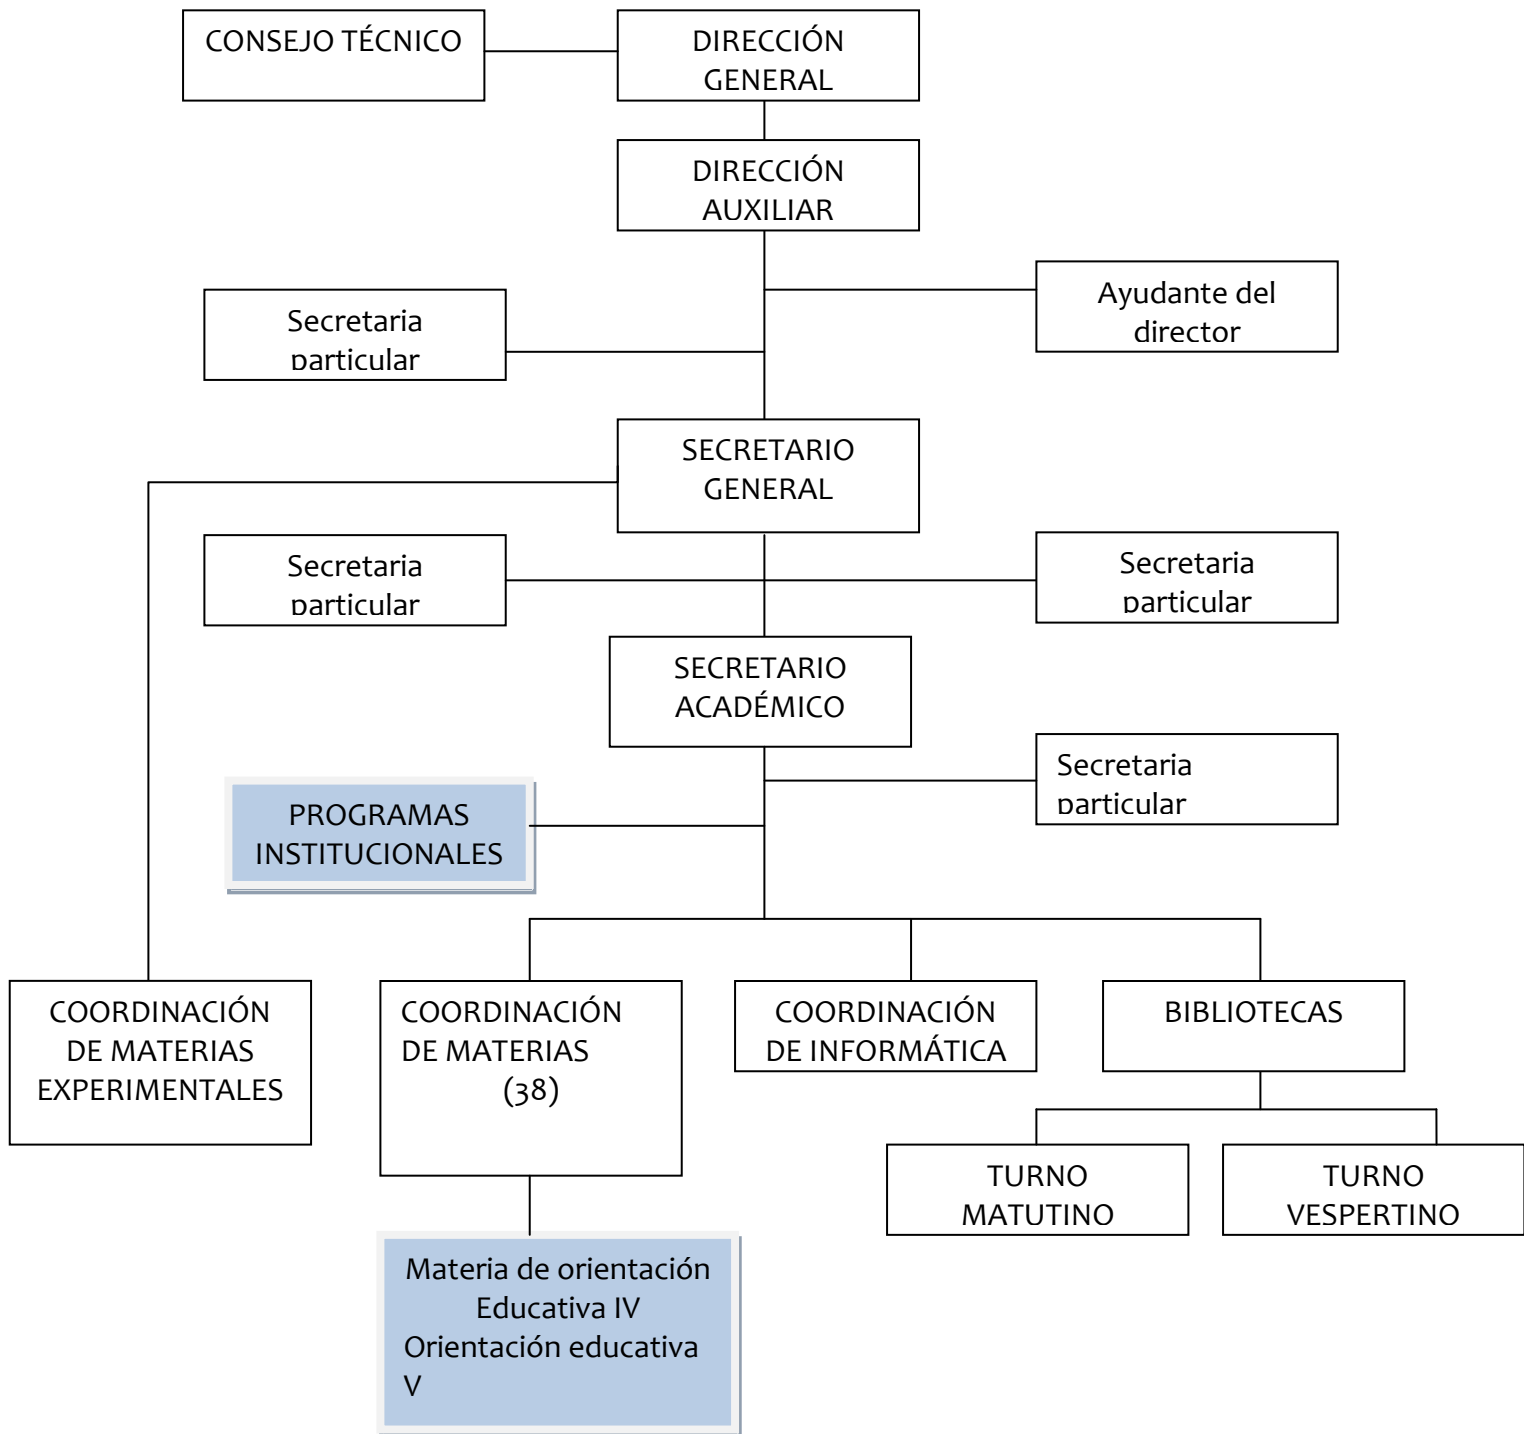 CONSEJO TÉCNICO
DIRECCIÓN
GENERAL
DIRECCIÓN
AUXILIAR
Ayudante del
director
Secretaria
particular
SECRETARIO
GENERAL
Secretaria
particular
Secretaria
particular
SECRETARIO
ACADÉMICO
Secretaria
particular
PROGRAMAS
INSTITUCIONALES
COORDINACIÓN
DE MATERIAS
EXPERIMENTALES
COORDINACIÓN
DE MATERIAS
(38)
COORDINACIÓN
DE INFORMÁTICA
BIBLIOTECAS
TURNO
MATUTINO
TURNO
VESPERTINO
Materia de orientación
Educativa IV
Orientación educativa
V